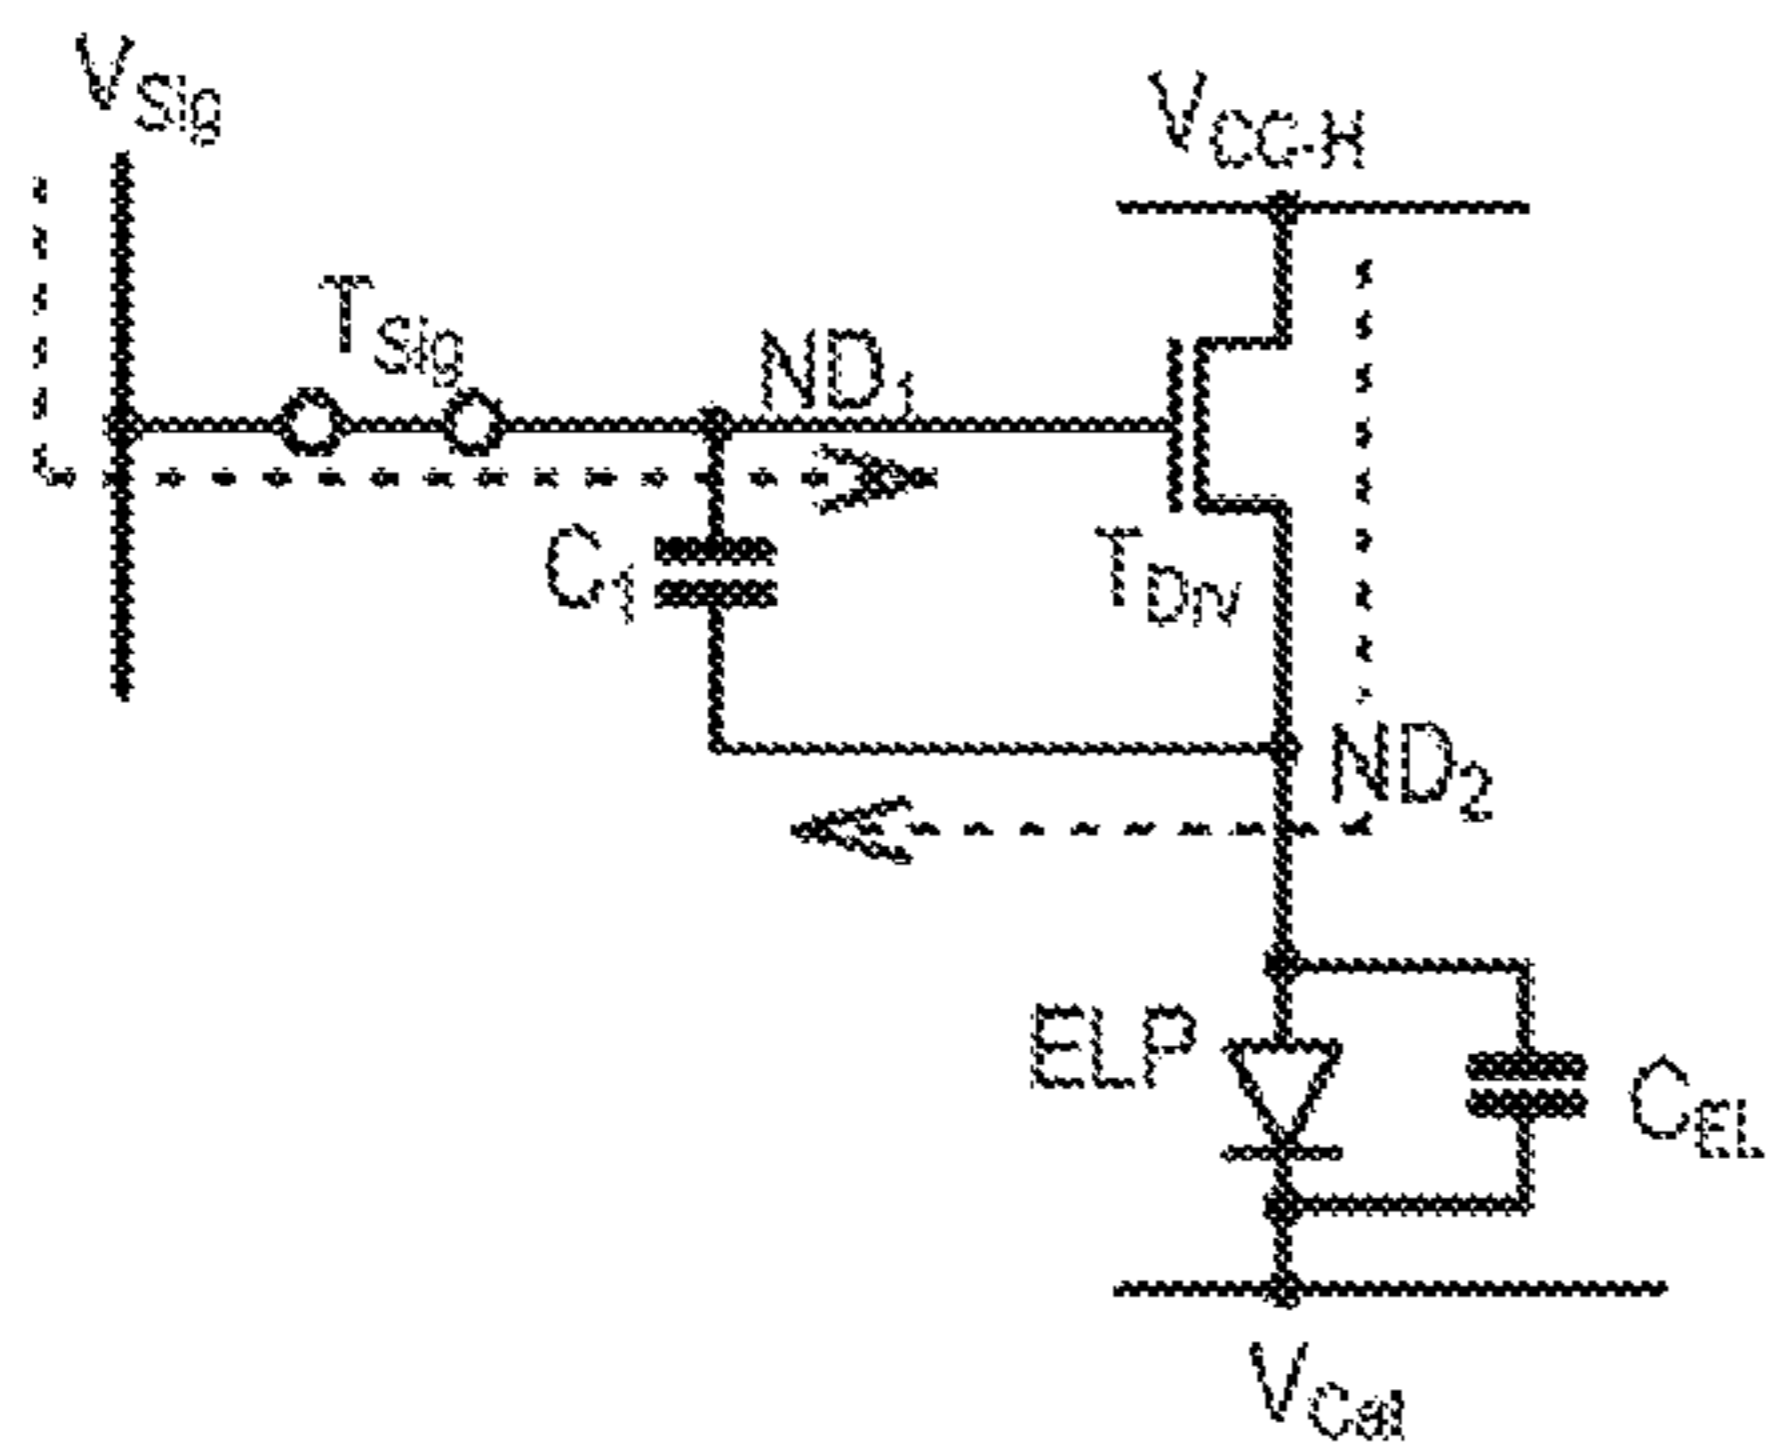 VSig
VCC-H
TSig
ND1
C1
TDrv
ND2
ELP
CEL
VCat